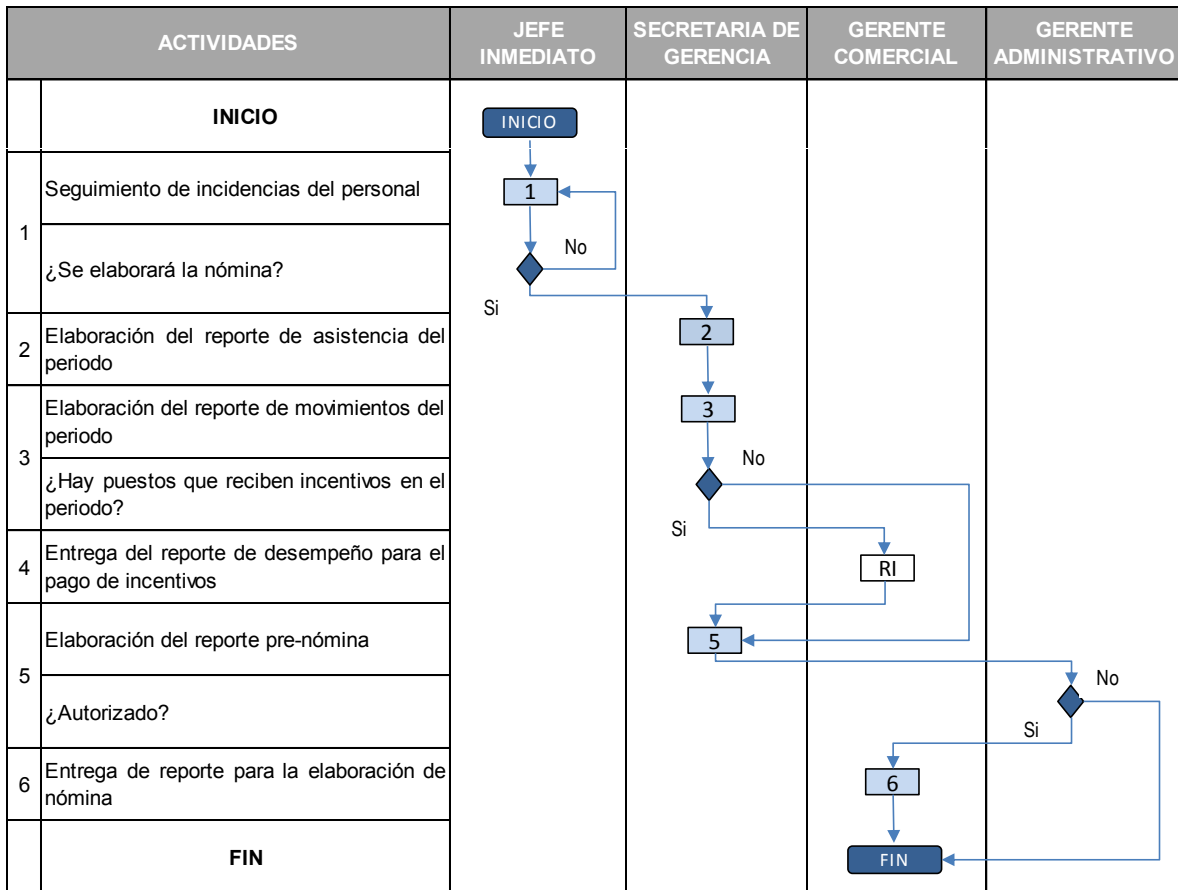 ACTIVIDADES
JEFE
INMEDIATO
SECRETARIA DE
GERENCIA
GERENTE
COMERCIAL
GERENTE
ADMINISTRATIVO
INICIO
INICIO
1
Seguimiento de incidencias del personal
1
¿Se elaborará la nómina?
No
Si
2
Elaboración del reporte de asistencia del
periodo
2
3
Elaboración del reporte de movimientos del
periodo
3
¿Hay puestos que reciben incentivos en el
periodo?
No
Si
4
Entrega del reporte de desempeño para el
pago de incentivos
RI
5
Elaboración del reporte pre-nómina
5
¿Autorizado?
No
Si
6
Entrega de reporte para la elaboración de
nómina
6
FIN
FIN